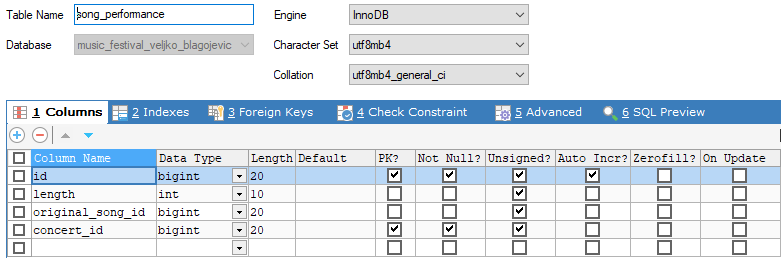 Table Name song_performance Engine InnoDB
Database music_festival_veljko_blagojevic Character Set utf8mb4
Collation utf8mb4_general_ci
1 Columns 2 Indexes 3 Foreign Keys 4 Check Constraint 5 Advanced 6 SQL Preview
Column Name Data Type Length Default PK? Not Null? Unsigned? Auto Incr? Zerofill? On Update
id bigint 20
length int 10
original_song_id bigint 20
concert_id bigint 20